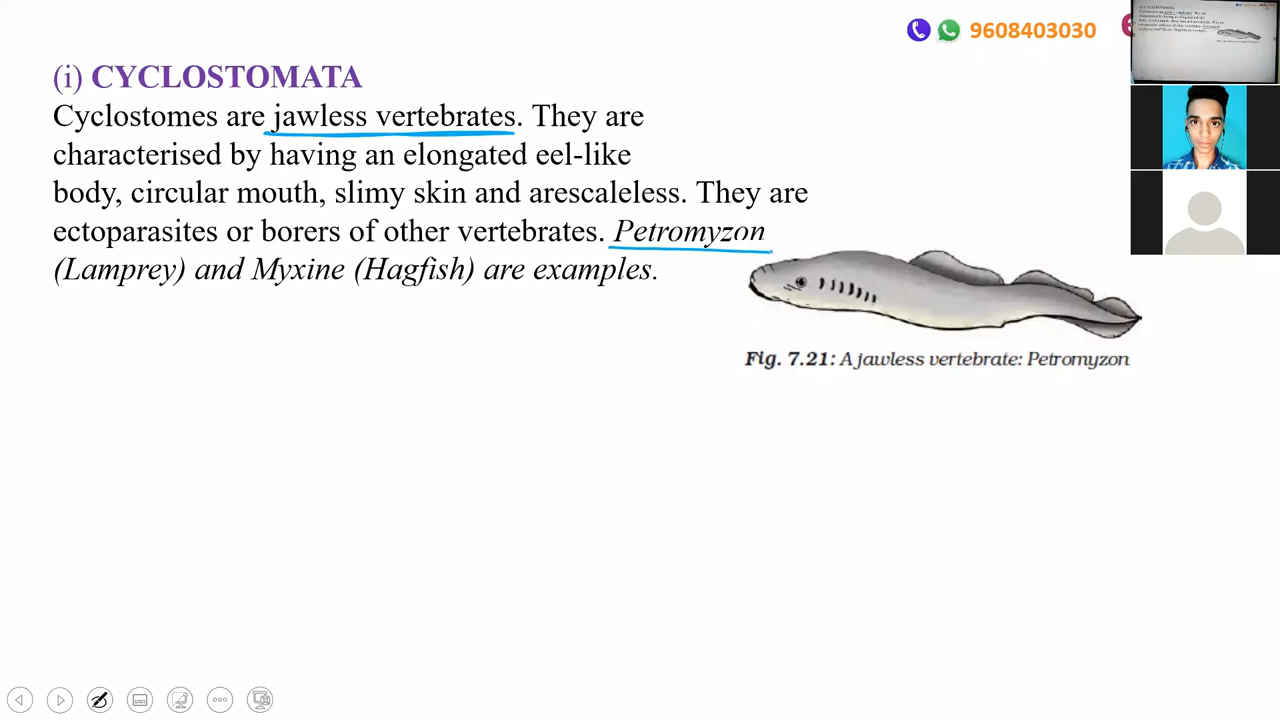 9608403030
(i) CYCLOSTOMATA
Cyclostomes are jawless vertebrates. They are
characterised by having an elongated eel-like
body, circular mouth, slimy skin and arescaleless. They are
ectoparasites or borers of other vertebrates. Petromyzon
(Lamprey) and Myxine (Hagfish) are examples.
Fig. 7.21: A jawless vertebrate: Petromyzon